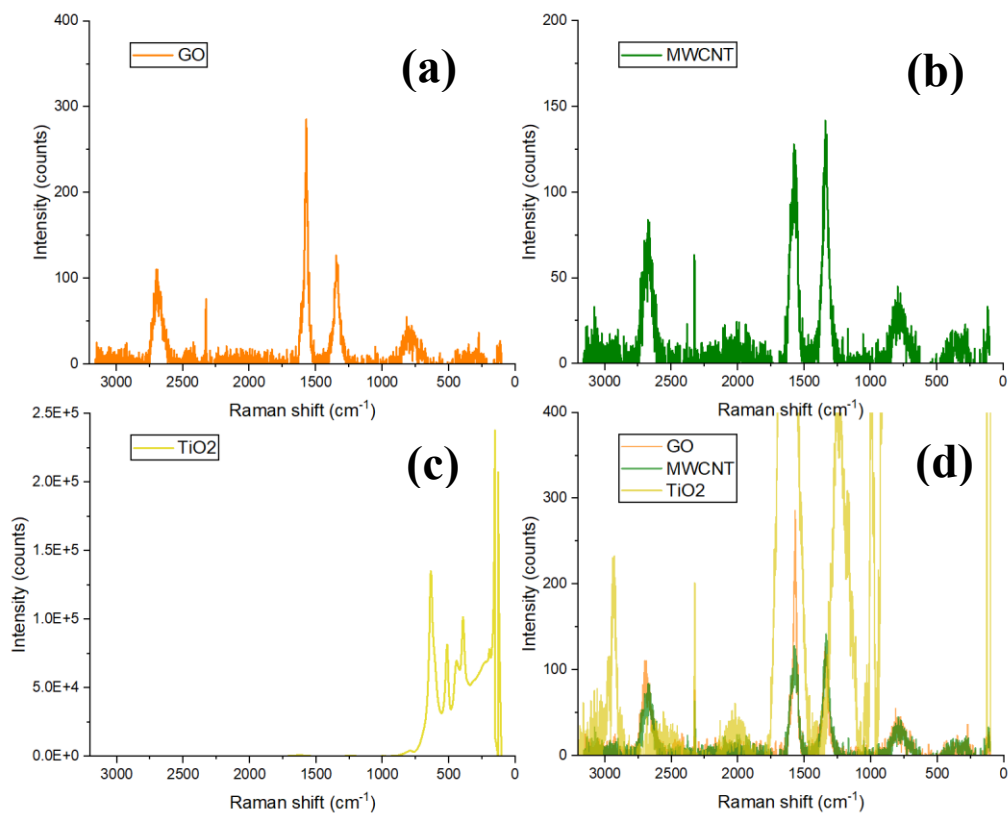 400
300
200
100
0
Intensity (counts)
GO
(a)
3000 2500 2000 1500 1000 500 0
Raman shift (cm⁻¹)
200
150
100
50
0
Intensity (counts)
MWCNT
(b)
3000 2500 2000 1500 1000 500 0
Raman shift (cm⁻¹)
2.5E+5
2.0E+5
1.5E+5
1.0E+5
5.0E+4
0.0E+0
Intensity (counts)
TiO2
(c)
3000 2500 2000 1500 1000 500 0
Raman shift (cm⁻¹)
400
300
200
100
0
Intensity (counts)
GO
MWCNT
TiO2
(d)
3000 2500 2000 1500 1000 500 0
Raman shift (cm⁻¹)